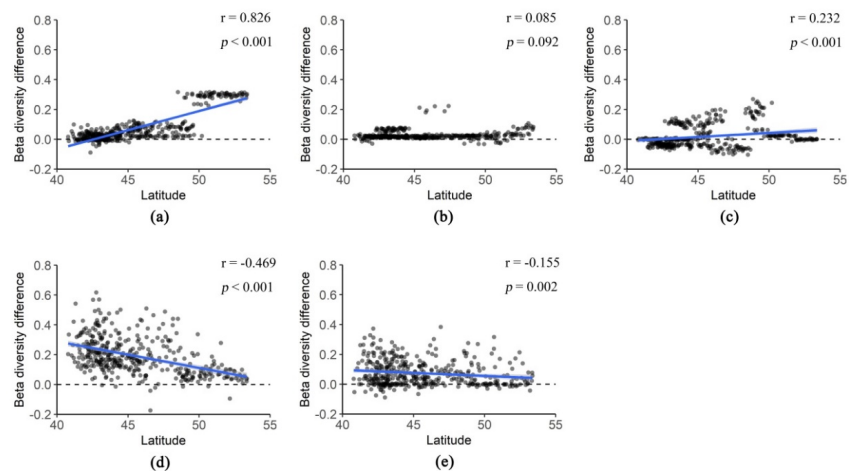 r = 0.826
p < 0.001
0.8
0.6
0.4
0.2
0.0
-0.2
Beta diversity difference
40
45
50
55
Latitude
(a)
r = 0.085
p = 0.092
0.8
0.6
0.4
0.2
0.0
-0.2
Beta diversity difference
40
45
50
55
Latitude
(b)
r = 0.232
p < 0.001
0.8
0.6
0.4
0.2
0.0
-0.2
Beta diversity difference
40
45
50
55
Latitude
(c)
r = -0.469
p < 0.001
0.8
0.6
0.4
0.2
0.0
-0.2
Beta diversity difference
40
45
50
55
Latitude
(d)
r = -0.155
p = 0.002
0.8
0.6
0.4
0.2
0.0
-0.2
Beta diversity difference
40
45
50
55
Latitude
(e)